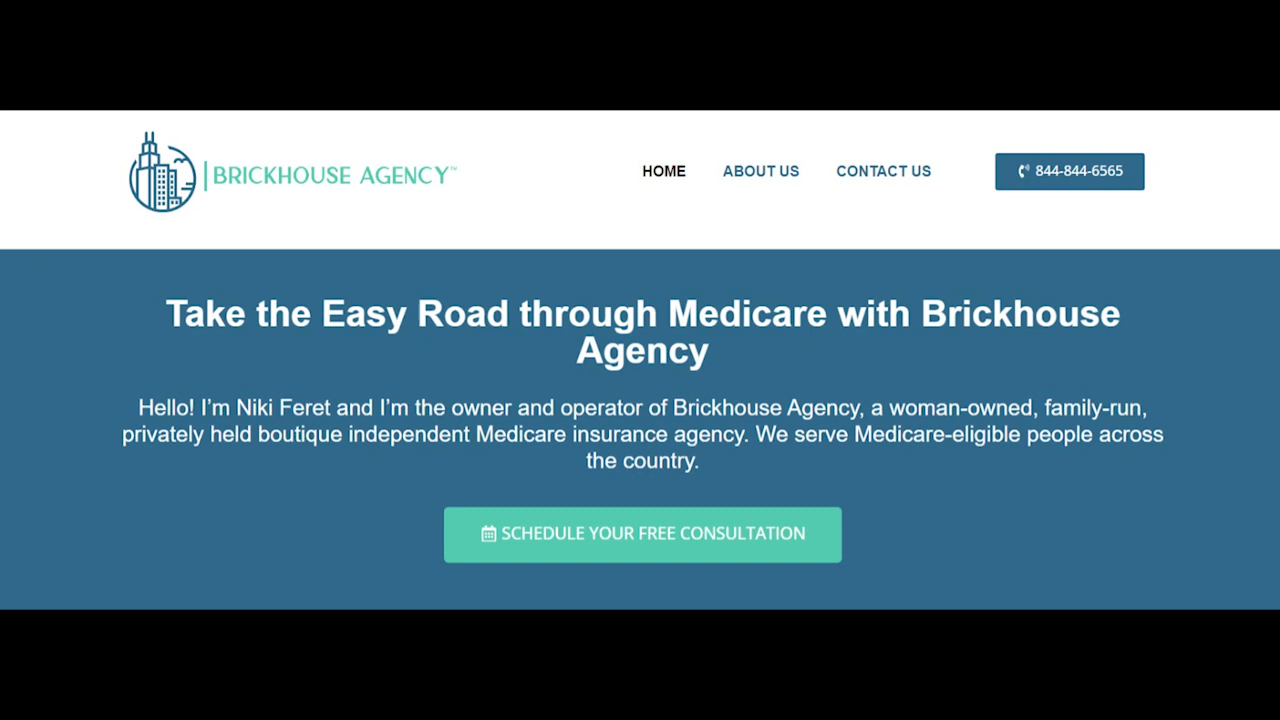 BRICKHOUSE AGENCY™
HOME
ABOUT US
CONTACT US
844-844-6565
Take the Easy Road through Medicare with Brickhouse
Agency
Hello! I’m Niki Feret and I’m the owner and operator of Brickhouse Agency, a woman-owned, family-run,
privately held boutique independent Medicare insurance agency. We serve Medicare-eligible people across
the country.
SCHEDULE YOUR FREE CONSULTATION